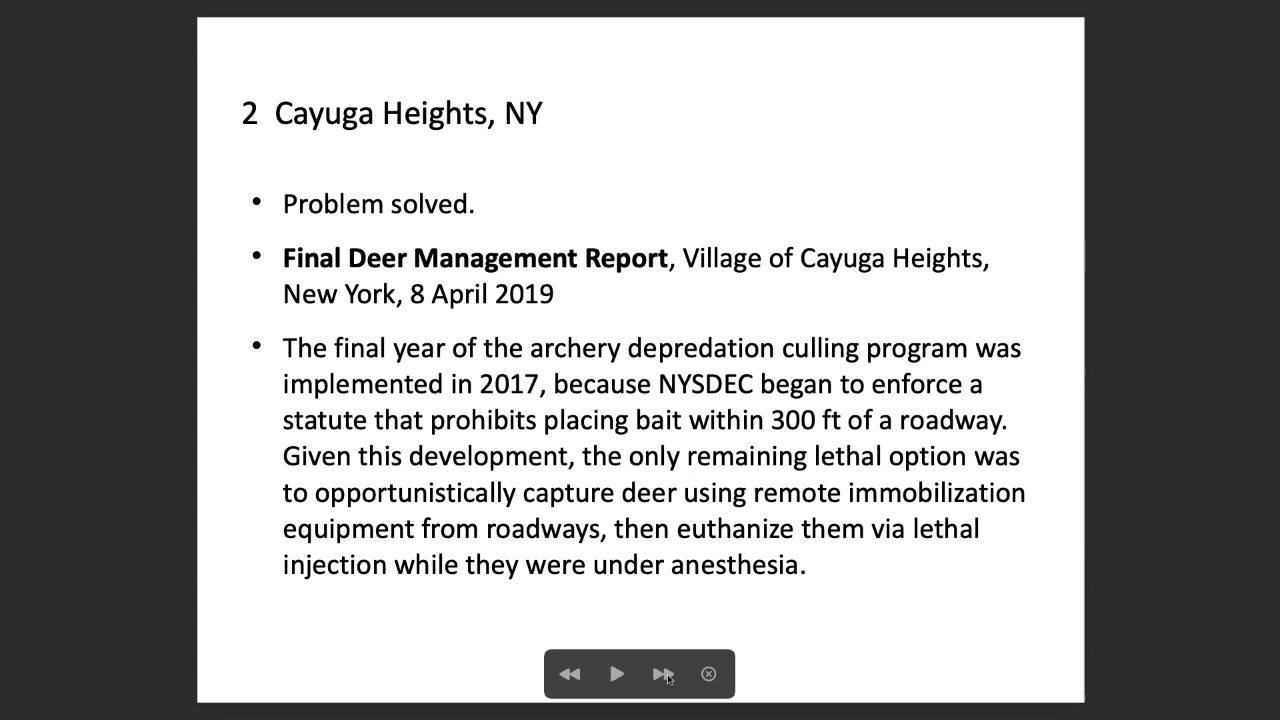 2 Cayuga Heights, NY
• Problem solved.
• Final Deer Management Report, Village of Cayuga Heights,
New York, 8 April 2019
• The final year of the archery depredation culling program was
implemented in 2017, because NYSDEC began to enforce a
statute that prohibits placing bait within 300 ft of a roadway.
Given this development, the only remaining lethal option was
to opportunistically capture deer using remote immobilization
equipment from roadways, then euthanize them via lethal
injection while they were under anesthesia.